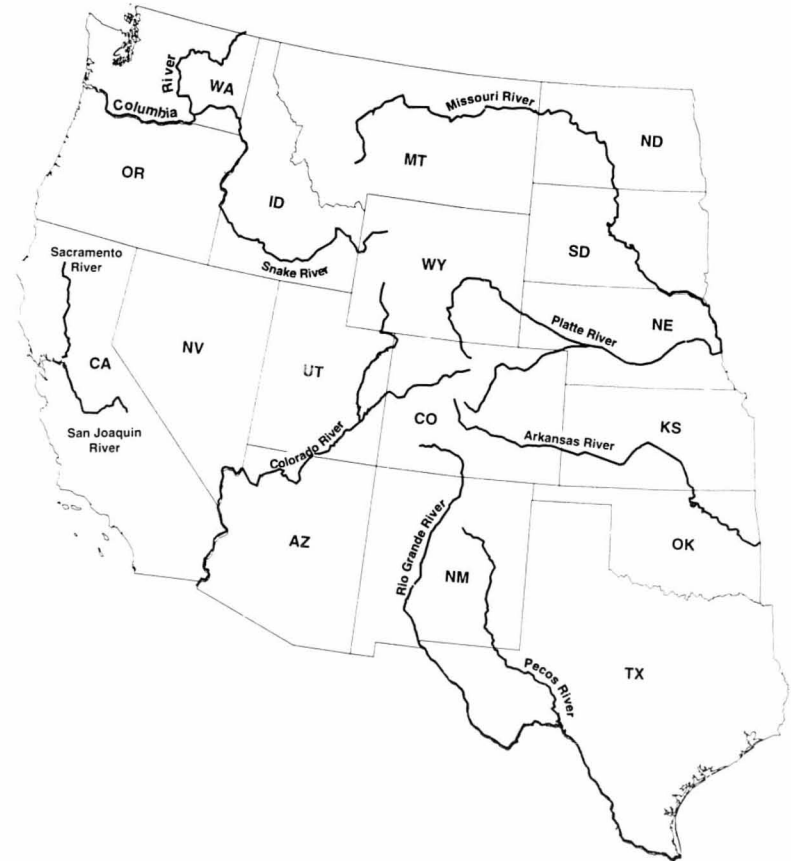 River
WA
Columbia
Missouri River
ND
MT
OR
ID
SD
Sacramento
River
Snake River
WY
Platte River
NE
NV
UT
CA
San Joaquin
River
Colorado River
CO
Arkansas River
KS
AZ
Rio Grande River
NM
OK
Pecos River
TX